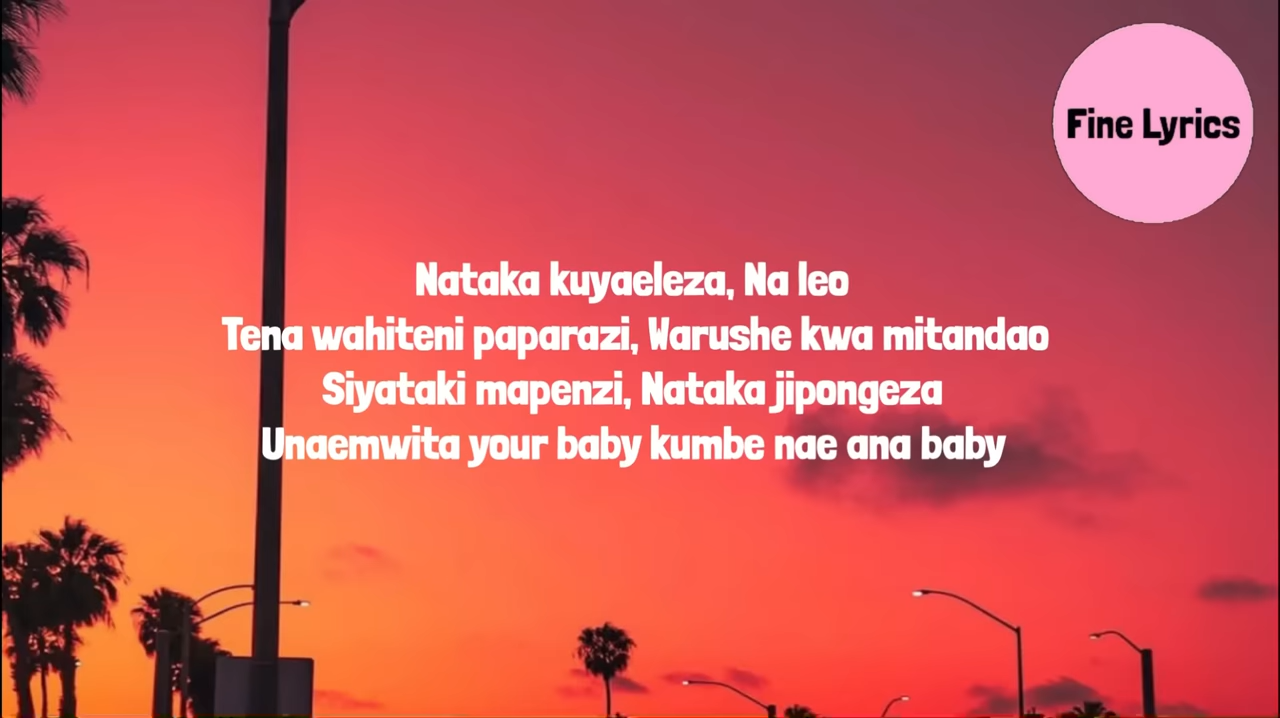 Fine Lyrics
Nataka kuyaeleza, Na leo
Tena wahiteni paparazi, Warushe kwa mitandao
Siyataki mapenzi, Nataka jipongeza
Unaemwita your baby kumbe nae ana baby